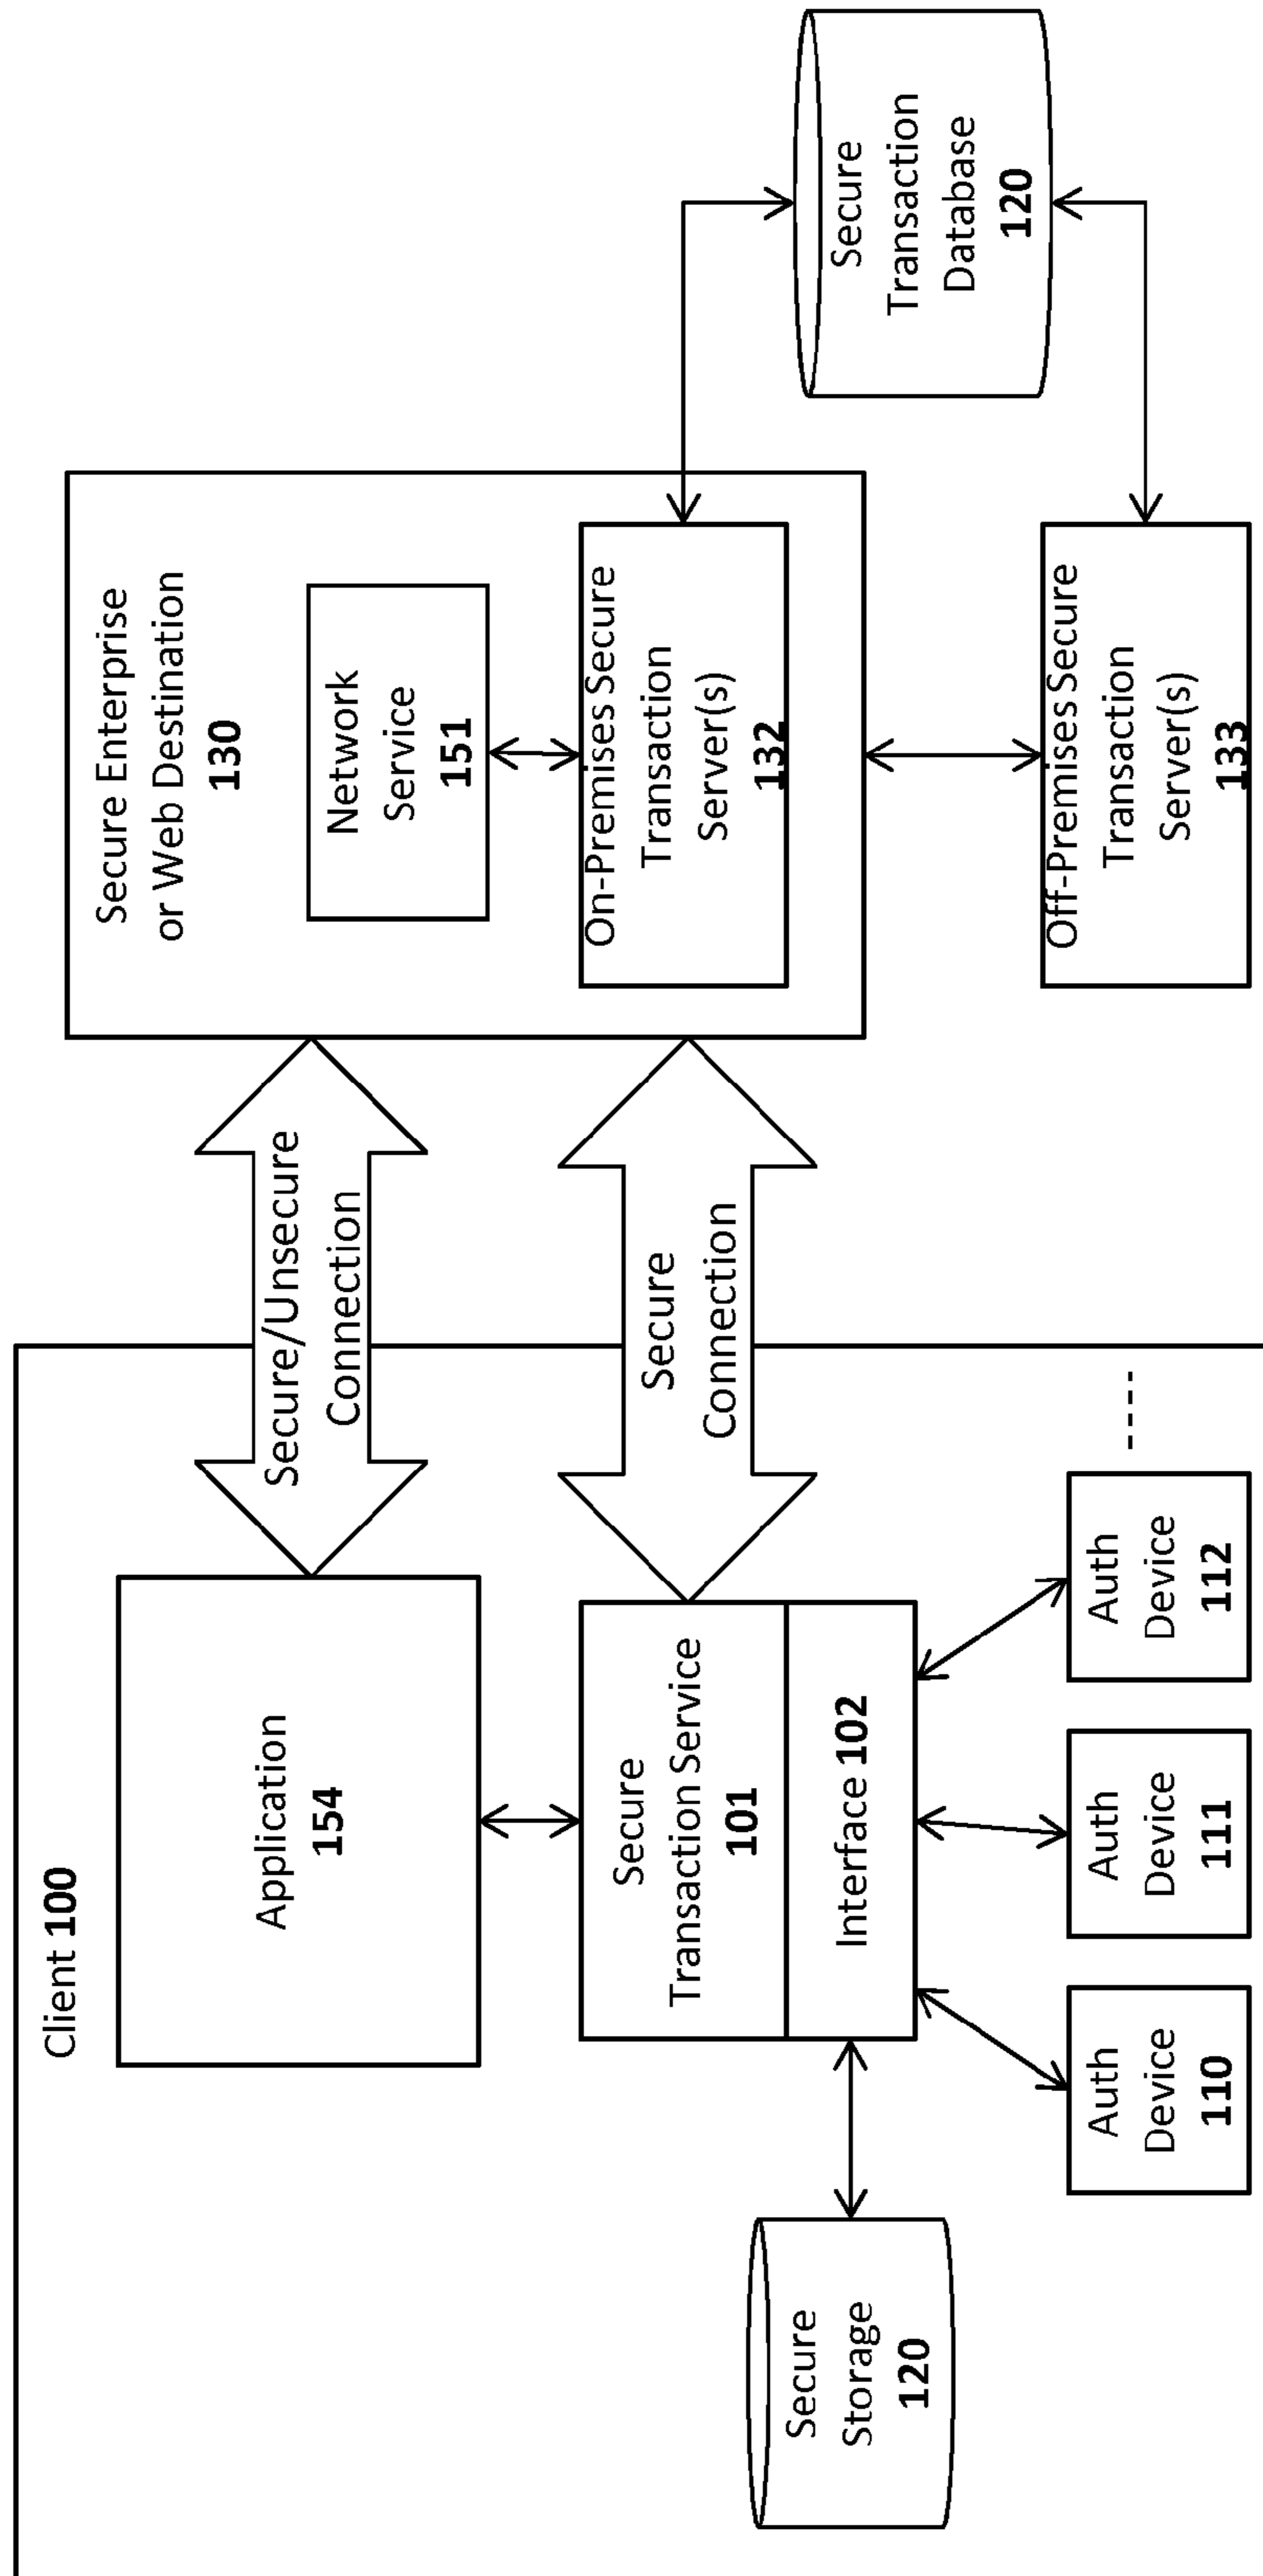 Client 100
Application
154
Secure
Transaction Service
101
Interface 102
Secure
Storage
120
Auth
Device
110
Auth
Device
111
Auth
Device
112
Secure/Unsecure
Connection
Secure
Connection
Secure Enterprise
or Web Destination
130
Network
Service
151
On-Premises Secure
Transaction
Server(s)
132
Off-Premises Secure
Transaction
Server(s)
133
Secure
Transaction
Database
120